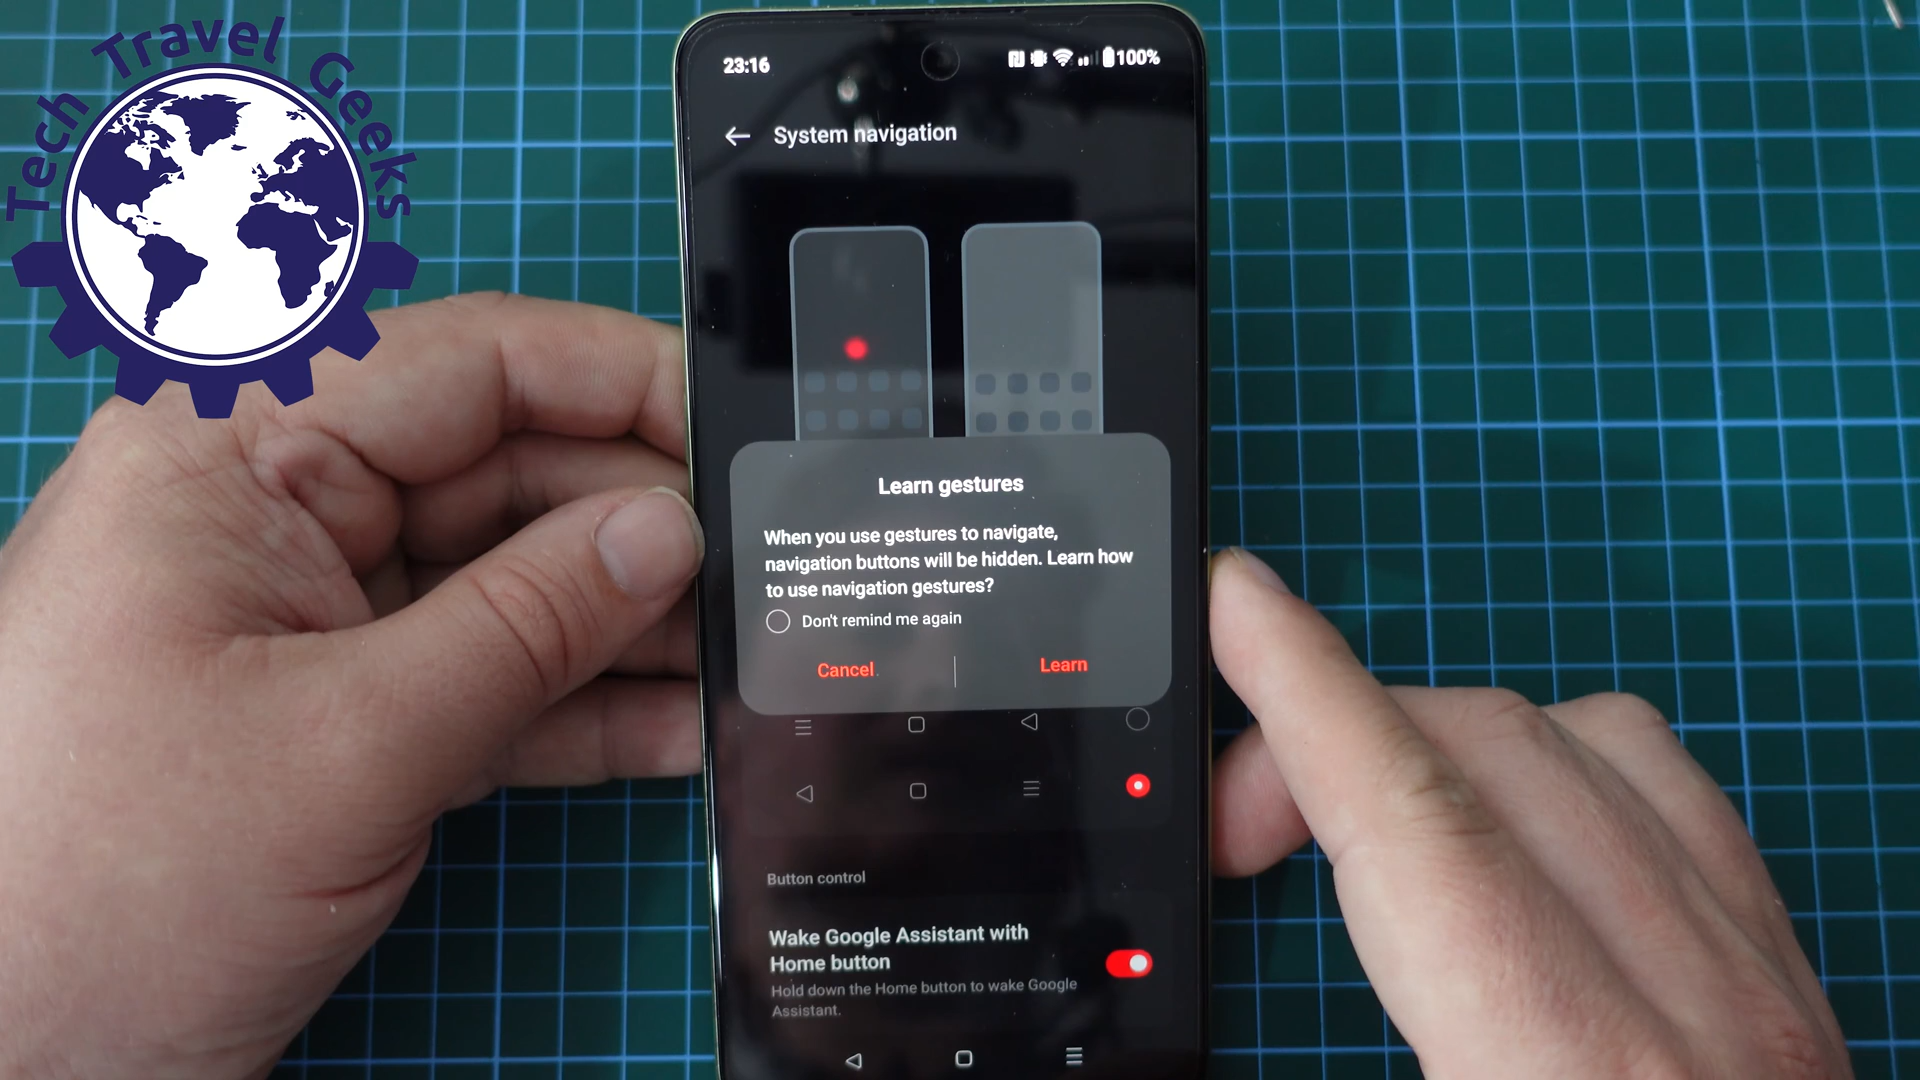 Tech Travel Geeks
23:16
100%
System navigation
Learn gestures
When you use gestures to navigate,
navigation buttons will be hidden. Learn how
to use navigation gestures?
Don't remind me again
Cancel
Learn
Button control
Wake Google Assistant with
Home button
Hold down the Home button to wake Google
Assistant.